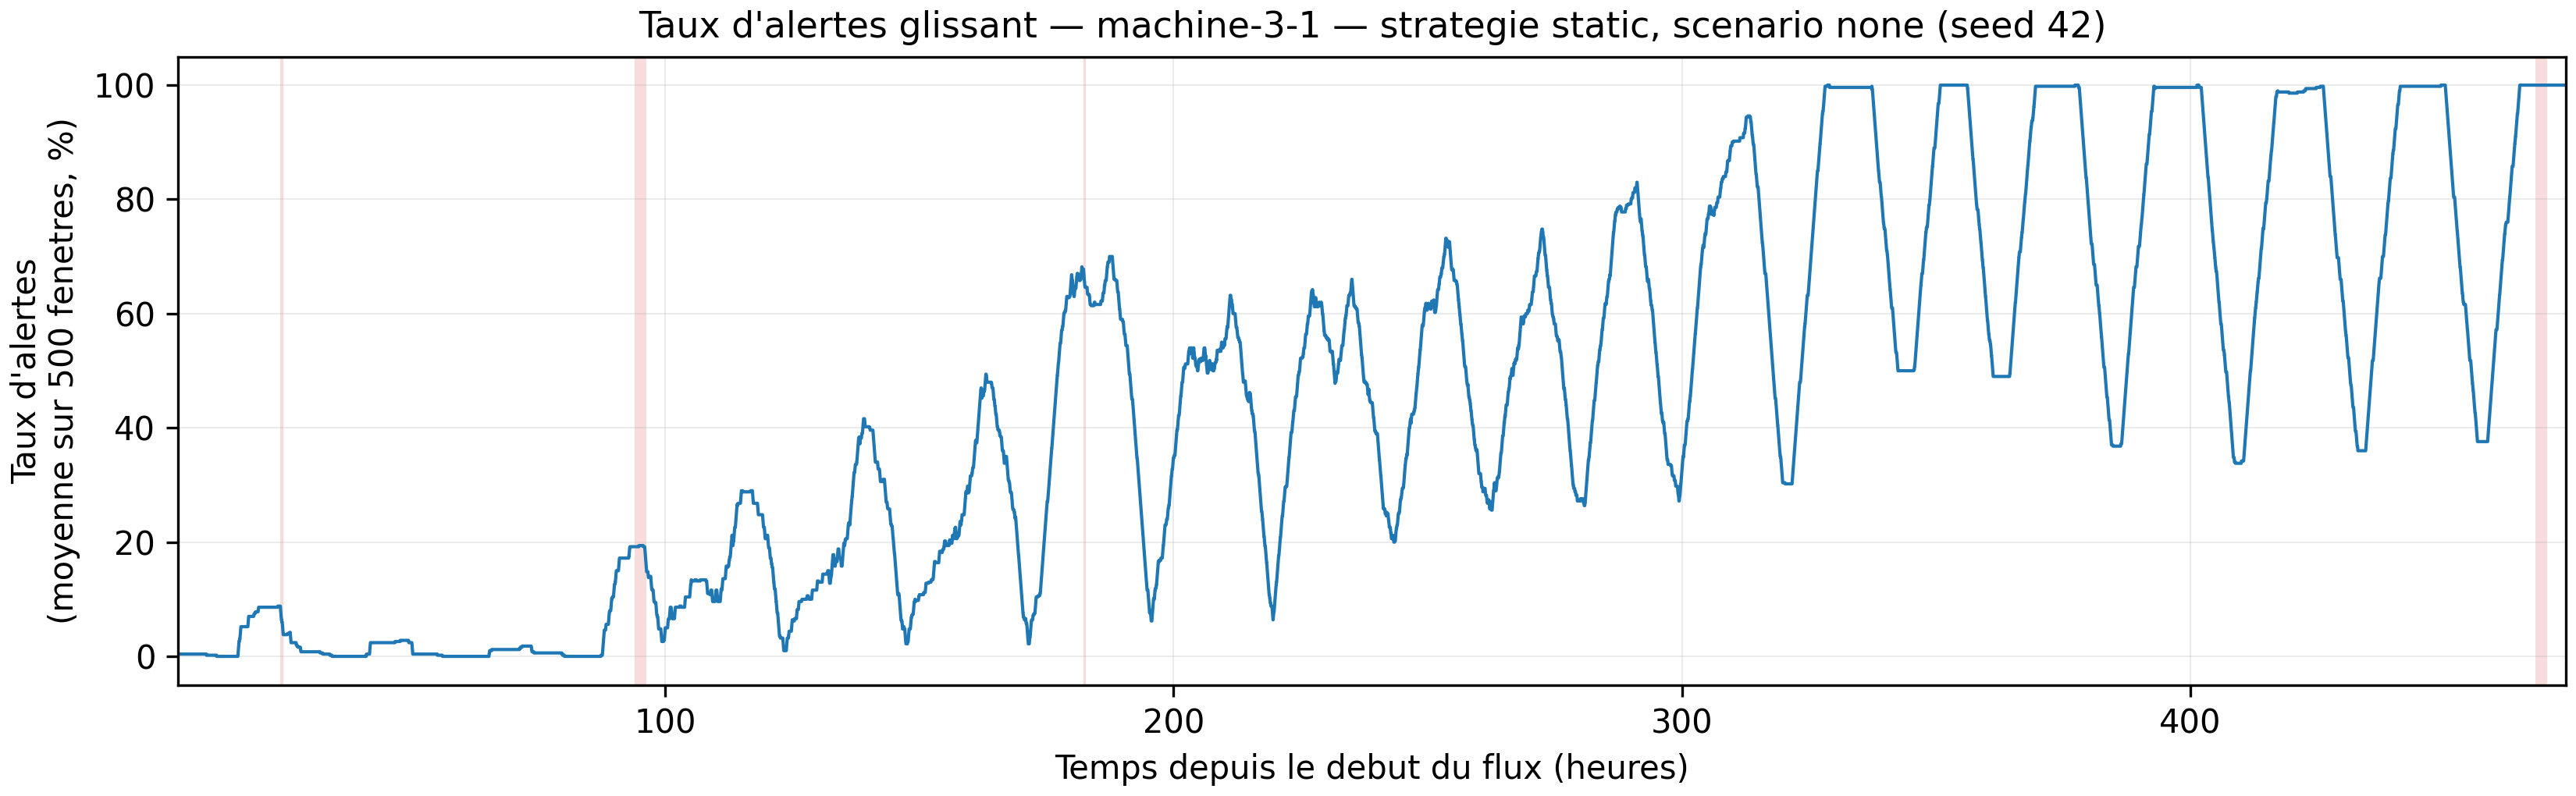 Taux d'alertes glissant — machine-3-1 — strategie static, scenario none (seed 42)
Taux d'alertes
(moyenne sur 500 fenetres, %)
100
80
60
40
20
0
100
200
300
400
Temps depuis le debut du flux (heures)